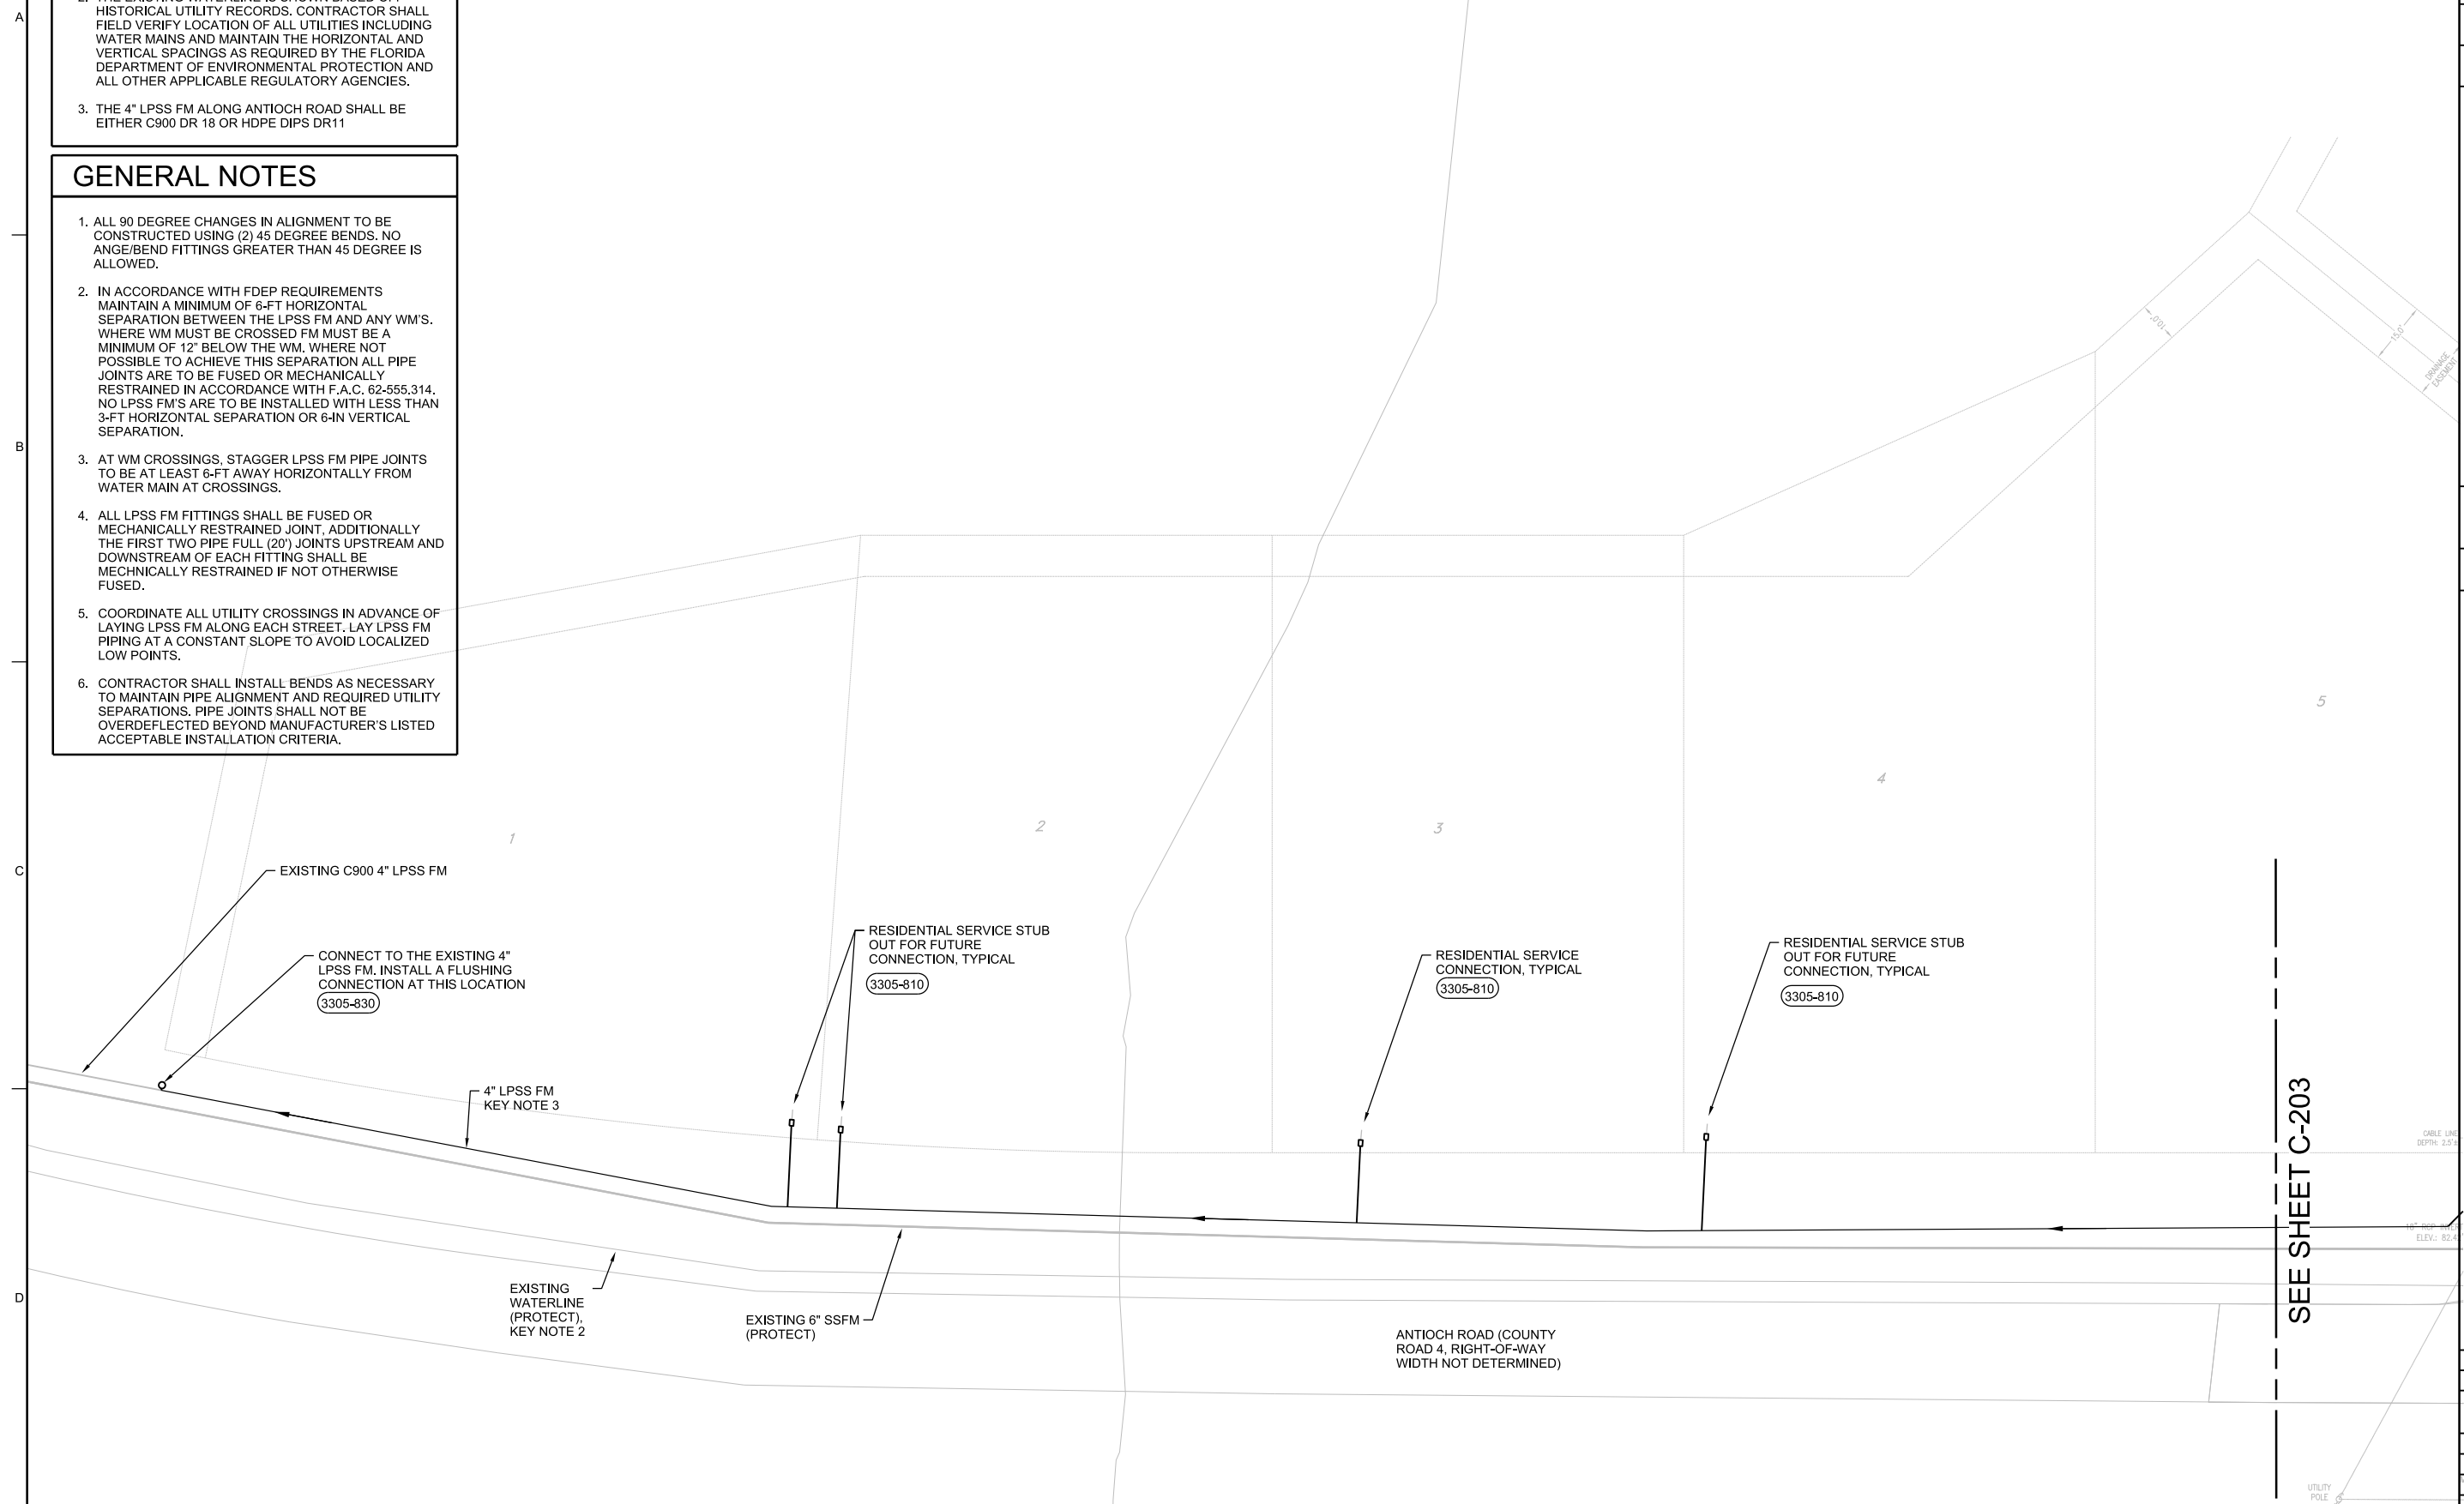 A
HISTORICAL UTILITY RECORDS. CONTRACTOR SHALL
FIELD VERIFY LOCATION OF ALL UTILITIES INCLUDING
WATER MAINS AND MAINTAIN THE HORIZONTAL AND
VERTICAL SPACINGS AS REQUIRED BY THE FLORIDA
DEPARTMENT OF ENVIRONMENTAL PROTECTION AND
ALL OTHER APPLICABLE REGULATORY AGENCIES.
3. THE 4" LPSS FM ALONG ANTIOCH ROAD SHALL BE
EITHER C900 DR 18 OR HDPE DIPS DR11
GENERAL NOTES
1. ALL 90 DEGREE CHANGES IN ALIGNMENT TO BE
CONSTRUCTED USING (2) 45 DEGREE BENDS. NO
ANGE/BEND FITTINGS GREATER THAN 45 DEGREE IS
ALLOWED.
2. IN ACCORDANCE WITH FDEP REQUIREMENTS
MAINTAIN A MINIMUM OF 6-FT HORIZONTAL
SEPARATION BETWEEN THE LPSS FM AND ANY WM'S.
WHERE WM MUST BE CROSSED FM MUST BE A
MINIMUM OF 12" BELOW THE WM. WHERE NOT
POSSIBLE TO ACHIEVE THIS SEPARATION ALL PIPE
JOINTS ARE TO BE FUSED OR MECHANICALLY
RESTRAINED IN ACCORDANCE WITH F.A.C. 62-555.314.
NO LPSS FM'S ARE TO BE INSTALLED WITH LESS THAN
3-FT HORIZONTAL SEPARATION OR 6-IN VERTICAL
SEPARATION.
B
3. AT WM CROSSINGS, STAGGER LPSS FM PIPE JOINTS
TO BE AT LEAST 6-FT AWAY HORIZONTALLY FROM
WATER MAIN AT CROSSINGS.
4. ALL LPSS FM FITTINGS SHALL BE FUSED OR
MECHANICALLY RESTRAINED JOINT, ADDITIONALLY
THE FIRST TWO PIPE FULL (20') JOINTS UPSTREAM AND
DOWNSTREAM OF EACH FITTING SHALL BE
MECHNICALLY RESTRAINED IF NOT OTHERWISE
FUSED.
5. COORDINATE ALL UTILITY CROSSINGS IN ADVANCE OF
LAYING LPSS FM ALONG EACH STREET. LAY LPSS FM
PIPING AT A CONSTANT SLOPE TO AVOID LOCALIZED
LOW POINTS.
6. CONTRACTOR SHALL INSTALL BENDS AS NECESSARY
TO MAINTAIN PIPE ALIGNMENT AND REQUIRED UTILITY
SEPARATIONS. PIPE JOINTS SHALL NOT BE
OVERDEFLECTED BEYOND MANUFACTURER'S LISTED
ACCEPTABLE INSTALLATION CRITERIA.
10.0'
15.0'
DRAINAGE
EASEMENT
5
4
3
2
1
C
EXISTING C900 4" LPSS FM
CONNECT TO THE EXISTING 4"
LPSS FM. INSTALL A FLUSHING
CONNECTION AT THIS LOCATION
3305-830
RESIDENTIAL SERVICE STUB
OUT FOR FUTURE
CONNECTION, TYPICAL
3305-810
RESIDENTIAL SERVICE
CONNECTION, TYPICAL
3305-810
RESIDENTIAL SERVICE STUB
OUT FOR FUTURE
CONNECTION, TYPICAL
3305-810
4" LPSS FM
KEY NOTE 3
SEE SHEET C-203
CABLE LINE
DEPTH: 2.5'±
ELEV.: 82.4
D
EXISTING
WATERLINE
(PROTECT),
KEY NOTE 2
EXISTING 6" SSFM
(PROTECT)
ANTIOCH ROAD (COUNTY
ROAD 4, RIGHT-OF-WAY
WIDTH NOT DETERMINED)
UTILITY
POLE